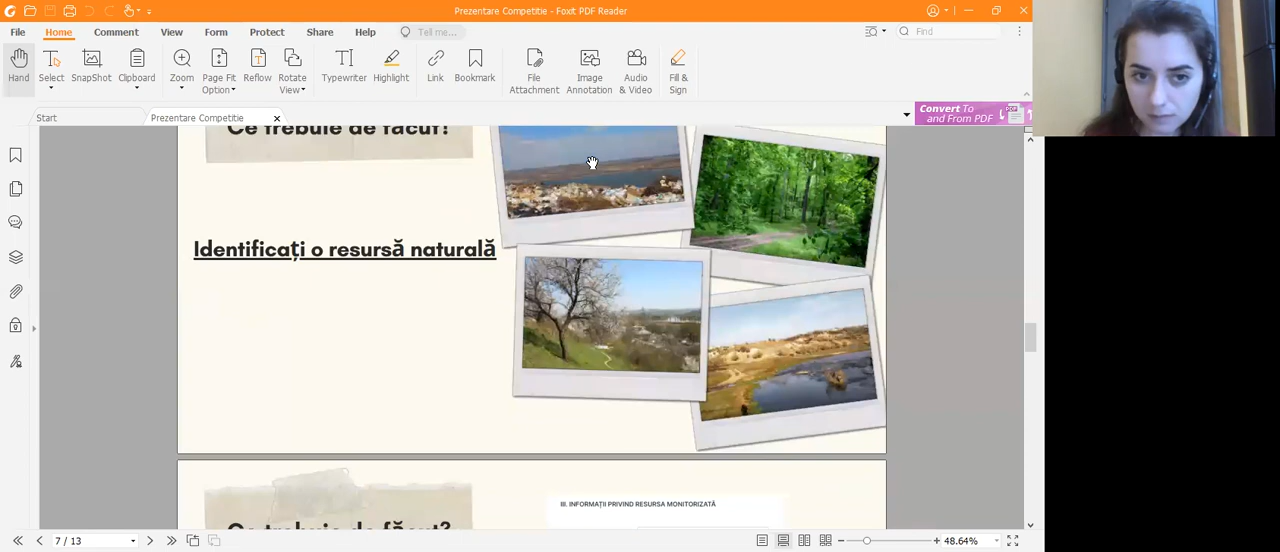 Prezentare Competitie - Foxit PDF Reader
File Home Comment View Form Protect Share Help Tell me... Find
Hand Select SnapShot Clipboard Zoom Page Fit Option Reflow Rotate View Typewriter Highlight Link Bookmark File Attachment Image Annotation Audio & Video Fill & Sign
Start Prezentare Competitie Convert To and From PDF
Ce trebuie de făcut?
Identificați o resursă naturală
Ce trebuie de făcut?
III. INFORMAȚII PRIVIND RESURSA MONITORIZATĂ
7 / 13 48.64%